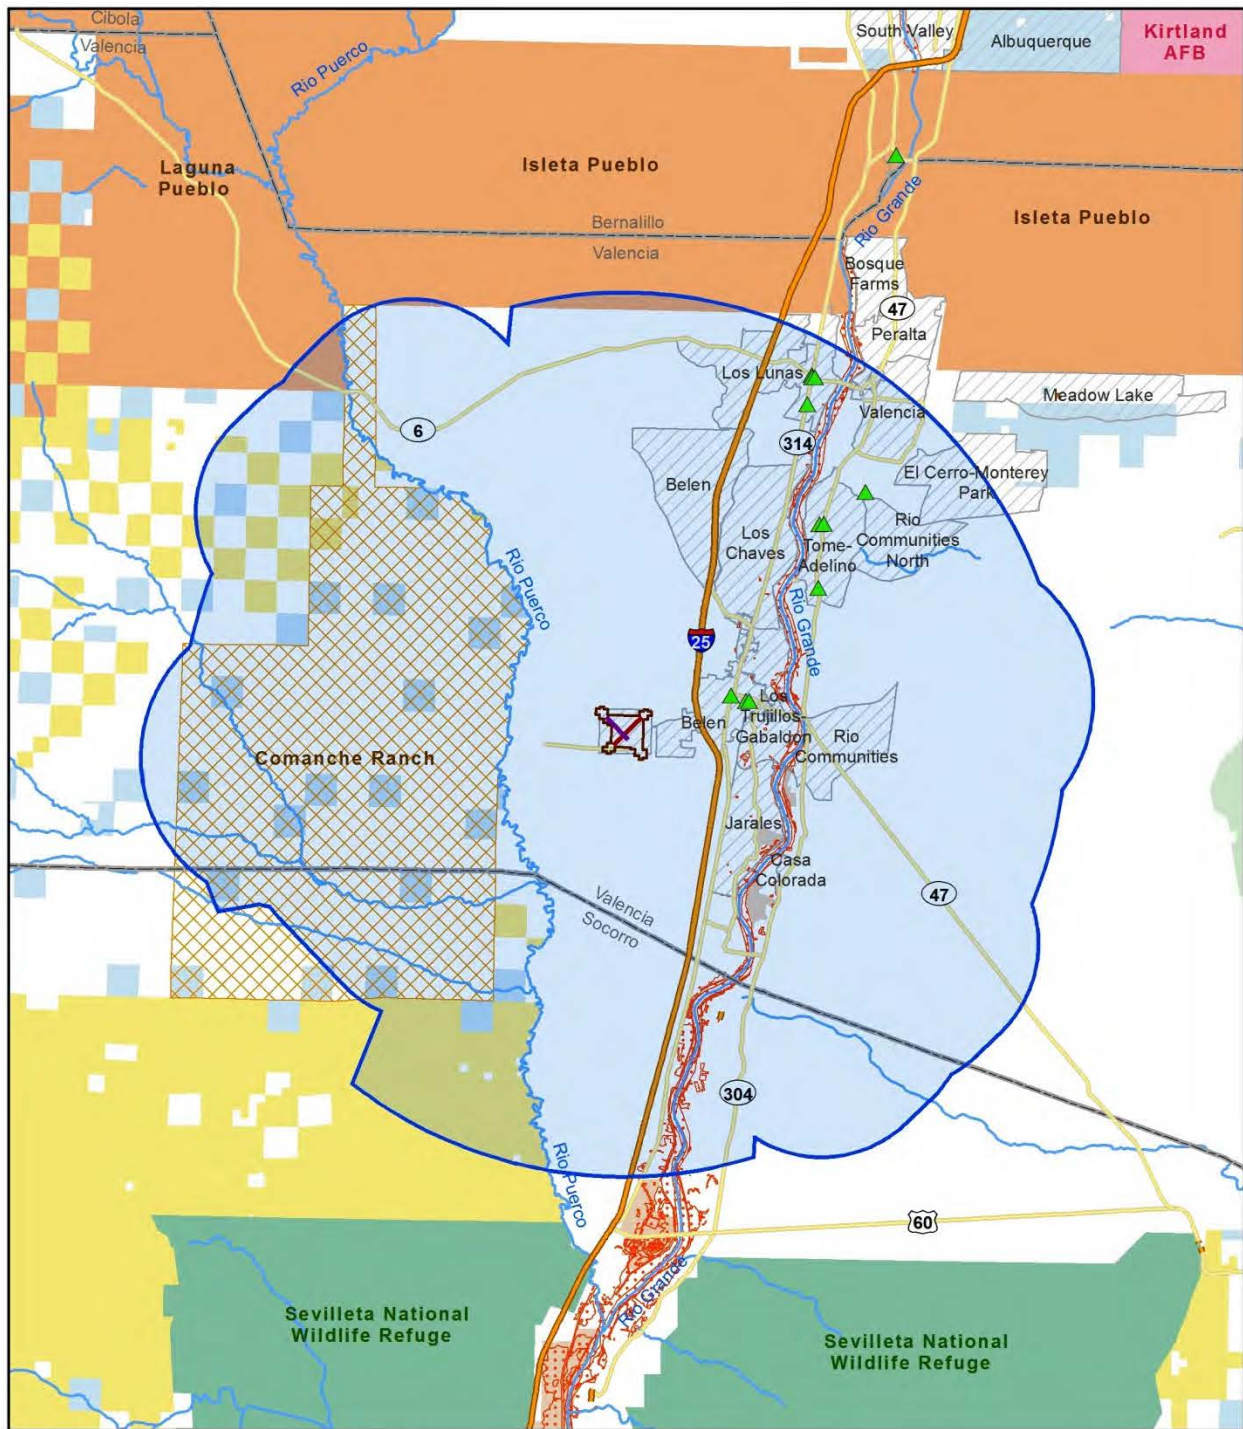 Cibola
Valencia
Rio Puerco
South Valley
Albuquerque
Kirtland
AFB
Laguna
Pueblo
Isleta Pueblo
Rio Grande
Isleta Pueblo
Bernalillo
Valencia
Bosque
Farms
47
Peralta
Los Lunas
Meadow Lake
Valencia
6
314
Belen
El Cerro-Monterey
Park
Los
Chaves
Tome-
Adelino
Rio
Communities
North
Rio Puerco
Rio Grande
25
Belen
Los
Trujillos-
Gabaldon
Rio
Communities
Comanche Ranch
Jarales
Casa
Colorada
47
Valencia
Socorro
304
Rio Puerco
60
Rio Grande
Sevilleta National
Wildlife Refuge
Sevilleta National
Wildlife Refuge